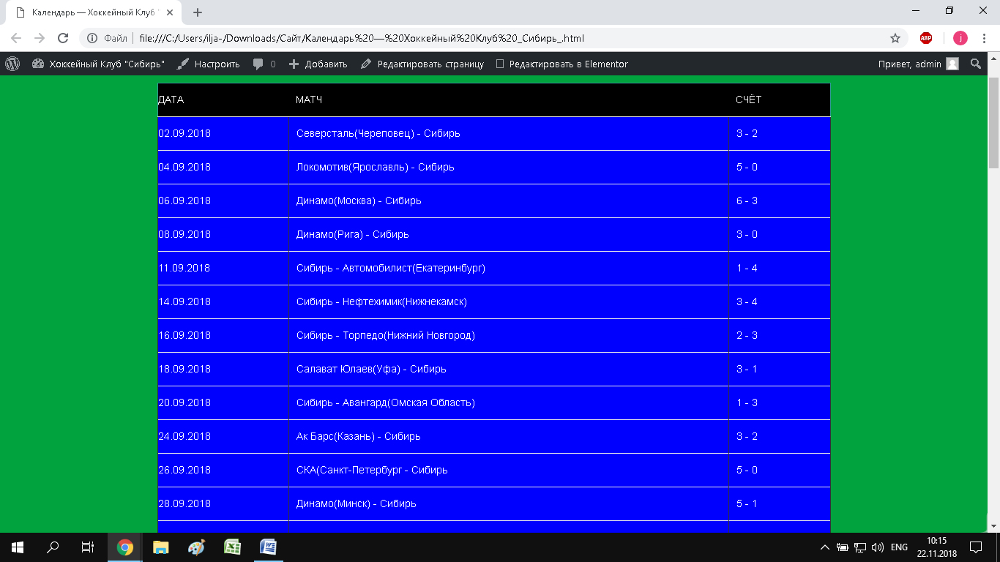 Календарь — Хоккейный Клуб "
Файл file:///C:/Users/ilja-/Downloads/Сайт/Календарь%20—%20Хоккейный%20Клуб%20_Сибирь_.html ABP j
Хоккейный Клуб "Сибирь" Настроить 0 Добавить Редактировать страницу Редактировать в Elementor Привет, admin
ДАТА МАТЧ СЧЁТ
02.09.2018 Северсталь(Череповец) - Сибирь 3 - 2
04.09.2018 Локомотив(Ярославль) - Сибирь 5 - 0
06.09.2018 Динамо(Москва) - Сибирь 6 - 3
08.09.2018 Динамо(Рига) - Сибирь 3 - 0
11.09.2018 Сибирь - Автомобилист(Екатеринбург) 1 - 4
14.09.2018 Сибирь - Нефтехимик(Нижнекамск) 3 - 4
16.09.2018 Сибирь - Торпедо(Нижний Новгород) 2 - 3
18.09.2018 Салават Юлаев(Уфа) - Сибирь 3 - 1
20.09.2018 Сибирь - Авангард(Омская Область) 1 - 3
24.09.2018 Ак Барс(Казань) - Сибирь 3 - 2
26.09.2018 СКА(Санкт-Петербург - Сибирь 5 - 0
28.09.2018 Динамо(Минск) - Сибирь 5 - 1
ENG 10:15
22.11.2018